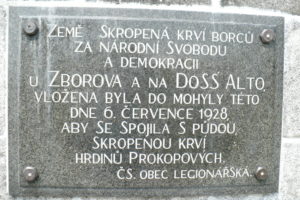 ZEMĚ SKROPENÁ KRVÍ BORCŮ
ZA NÁRODNÍ SVOBODU
A DEMOKRACII
U ZBOROVA A NA DOSS ALTO
VLOŽENA BYLA DO MOHYLY TÉTO
DNE 6. ČERVENCE 1928,
ABY SE SPOJILA S PŮDOU,
SKROPENOU KRVÍ
HRDINŮ PROKOPOVÝCH.
ČS. OBEC LEGIONÁŘSKÁ.